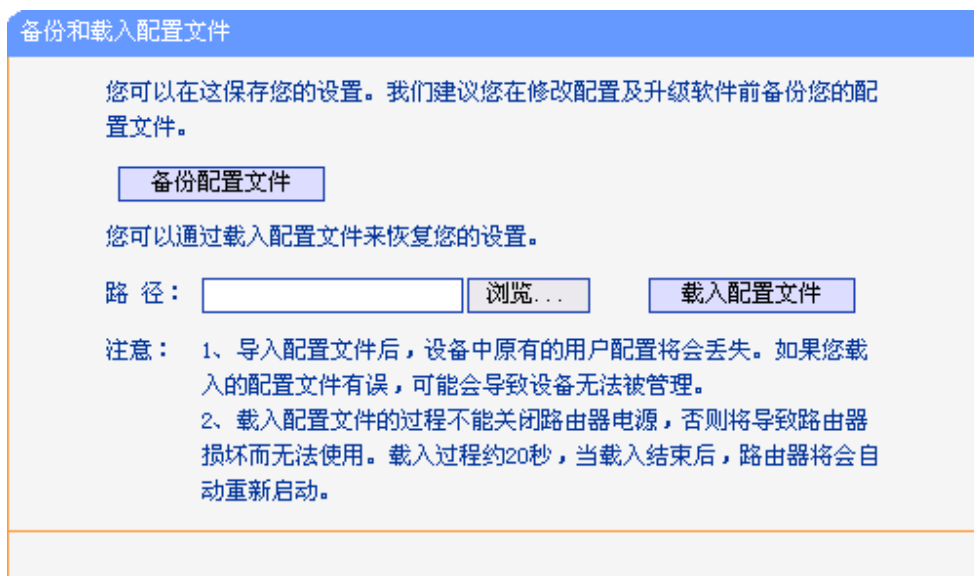 备份和载入配置文件
您可以在这保存您的设置。我们建议您在修改配置及升级软件前备份您的配
置文件。
备份配置文件
您可以通过载入配置文件来恢复您的设置。
路 径： 浏览... 载入配置文件
注意： 1、导入配置文件后，设备中原有的用户配置将会丢失。如果您载
入的配置文件有误，可能会导致设备无法被管理。
2、载入配置文件的过程不能关闭路由器电源，否则将导致路由器
损坏而无法使用。载入过程约20秒，当载入结束后，路由器将会自
动重新启动。